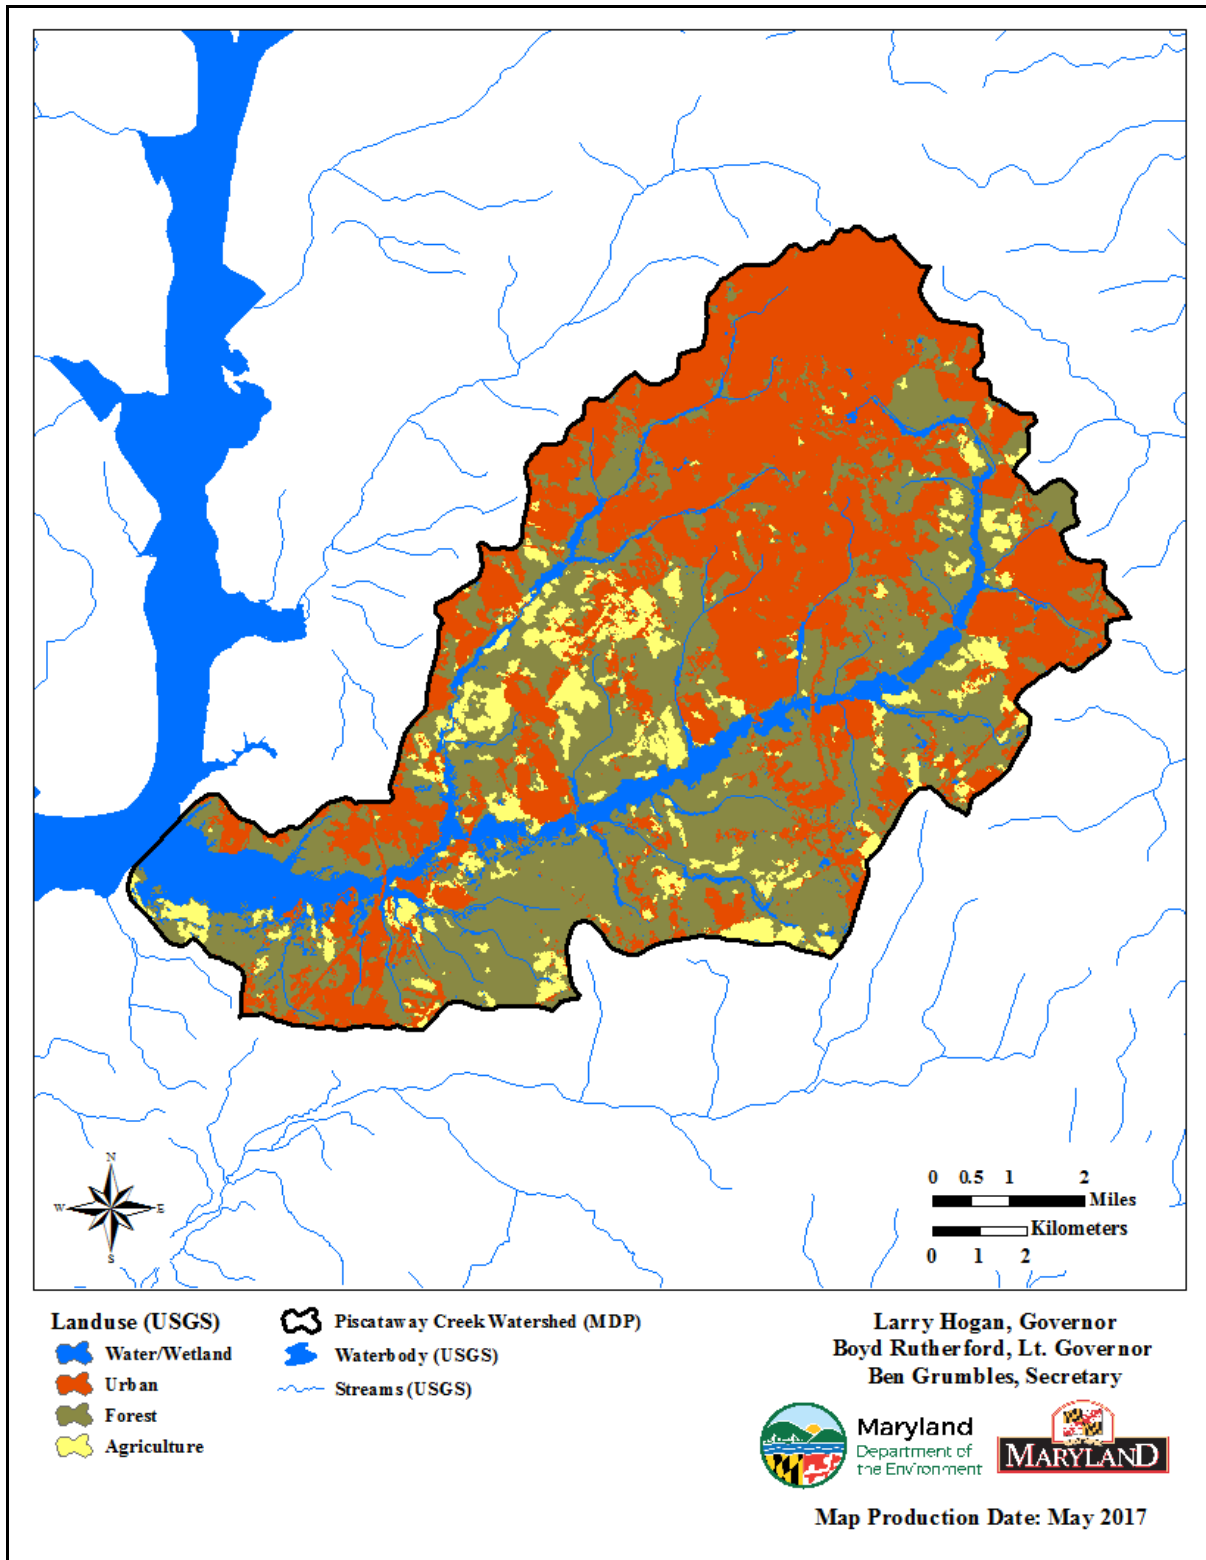 N
W
E
S
0 0.5 1 2
Miles
Kilometers
0 1 2
Landuse (USGS)
Water/Wetland
Urban
Forest
Agriculture
Piscataway Creek Watershed (MDP)
Waterbody (USGS)
Streams (USGS)
Larry Hogan, Governor
Boyd Rutherford, Lt. Governor
Ben Grumbles, Secretary
Maryland
Department of
the Environment
MARYLAND
Map Production Date: May 2017